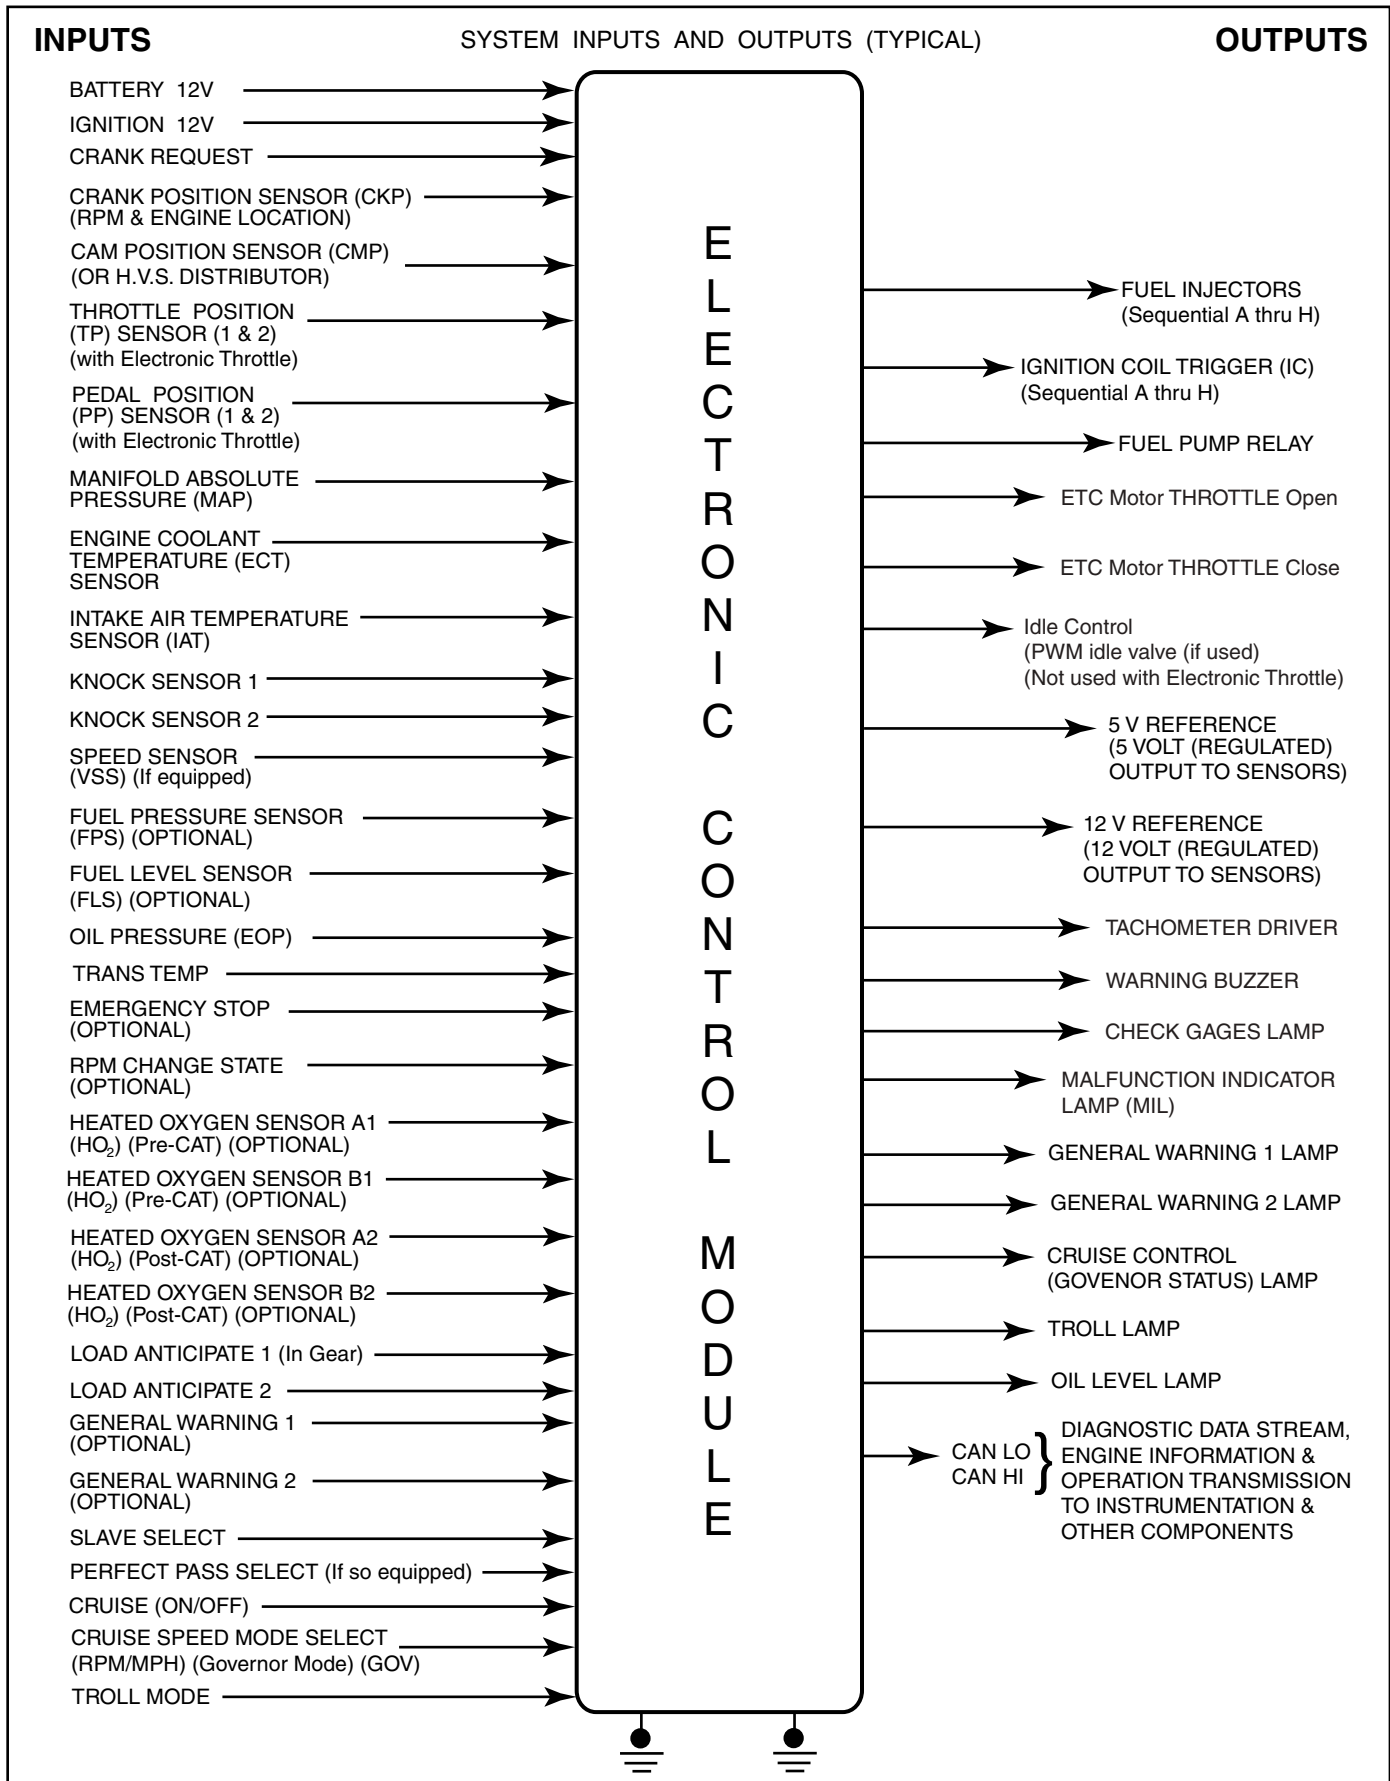 INPUTS
SYSTEM INPUTS AND OUTPUTS (TYPICAL)
OUTPUTS
BATTERY 12V
IGNITION 12V
CRANK REQUEST
CRANK POSITION SENSOR (CKP)
(RPM & ENGINE LOCATION)
CAM POSITION SENSOR (CMP)
(OR H.V.S. DISTRIBUTOR)
THROTTLE POSITION
(TP) SENSOR (1 & 2)
(with Electronic Throttle)
PEDAL POSITION
(PP) SENSOR (1 & 2)
(with Electronic Throttle)
MANIFOLD ABSOLUTE
PRESSURE (MAP)
ENGINE COOLANT
TEMPERATURE (ECT)
SENSOR
INTAKE AIR TEMPERATURE
SENSOR (IAT)
KNOCK SENSOR 1
KNOCK SENSOR 2
SPEED SENSOR
(VSS) (If equipped)
FUEL PRESSURE SENSOR
(FPS) (OPTIONAL)
FUEL LEVEL SENSOR
(FLS) (OPTIONAL)
OIL PRESSURE (EOP)
TRANS TEMP
EMERGENCY STOP
(OPTIONAL)
RPM CHANGE STATE
(OPTIONAL)
HEATED OXYGEN SENSOR A1
(HO₂) (Pre-CAT) (OPTIONAL)
HEATED OXYGEN SENSOR B1
(HO₂) (Pre-CAT) (OPTIONAL)
HEATED OXYGEN SENSOR A2
(HO₂) (Post-CAT) (OPTIONAL)
HEATED OXYGEN SENSOR B2
(HO₂) (Post-CAT) (OPTIONAL)
LOAD ANTICIPATE 1 (In Gear)
LOAD ANTICIPATE 2
GENERAL WARNING 1
(OPTIONAL)
GENERAL WARNING 2
(OPTIONAL)
SLAVE SELECT
PERFECT PASS SELECT (If so equipped)
CRUISE (ON/OFF)
CRUISE SPEED MODE SELECT
(RPM/MPH) (Governor Mode) (GOV)
TROLL MODE
ELECTRONIC CONTROL MODULE
FUEL INJECTORS
(Sequential A thru H)
IGNITION COIL TRIGGER (IC)
(Sequential A thru H)
FUEL PUMP RELAY
ETC Motor THROTTLE Open
ETC Motor THROTTLE Close
Idle Control
(PWM idle valve (if used)
(Not used with Electronic Throttle)
5 V REFERENCE
(5 VOLT (REGULATED)
OUTPUT TO SENSORS)
12 V REFERENCE
(12 VOLT (REGULATED)
OUTPUT TO SENSORS)
TACHOMETER DRIVER
WARNING BUZZER
CHECK GAGES LAMP
MALFUNCTION INDICATOR
LAMP (MIL)
GENERAL WARNING 1 LAMP
GENERAL WARNING 2 LAMP
CRUISE CONTROL
(GOVENOR STATUS) LAMP
TROLL LAMP
OIL LEVEL LAMP
CAN LO
CAN HI
DIAGNOSTIC DATA STREAM,
ENGINE INFORMATION &
OPERATION TRANSMISSION
TO INSTRUMENTATION &
OTHER COMPONENTS